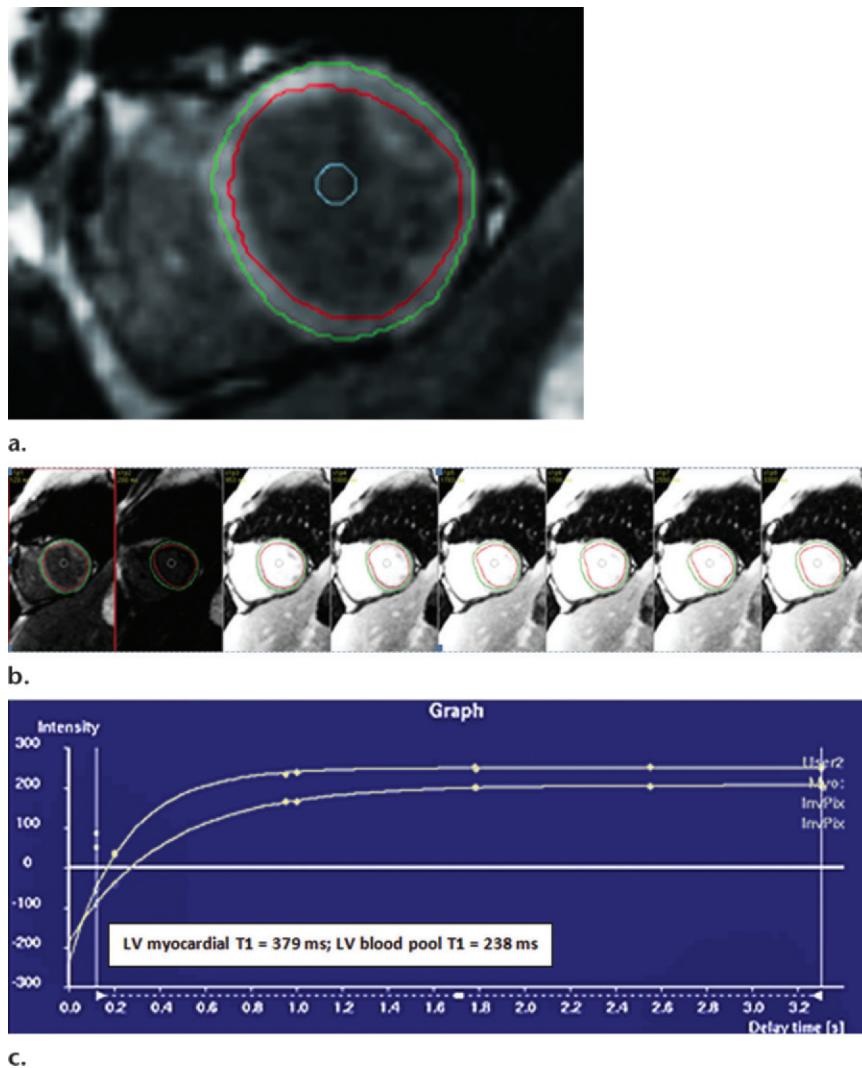 a.
b.
Graph
Intensity
300
User2
200
Myo:
InvPix
100
InvPix
0
-100
-200
LV myocardial T1 = 379 ms; LV blood pool T1 = 238 ms
-300
0.0 0.2 0.4 0.6 0.8 1.0 1.2 1.4 1.6 1.8 2.0 2.2 2.4 2.6 2.8 3.0 3.2
Delay time [s]
c.